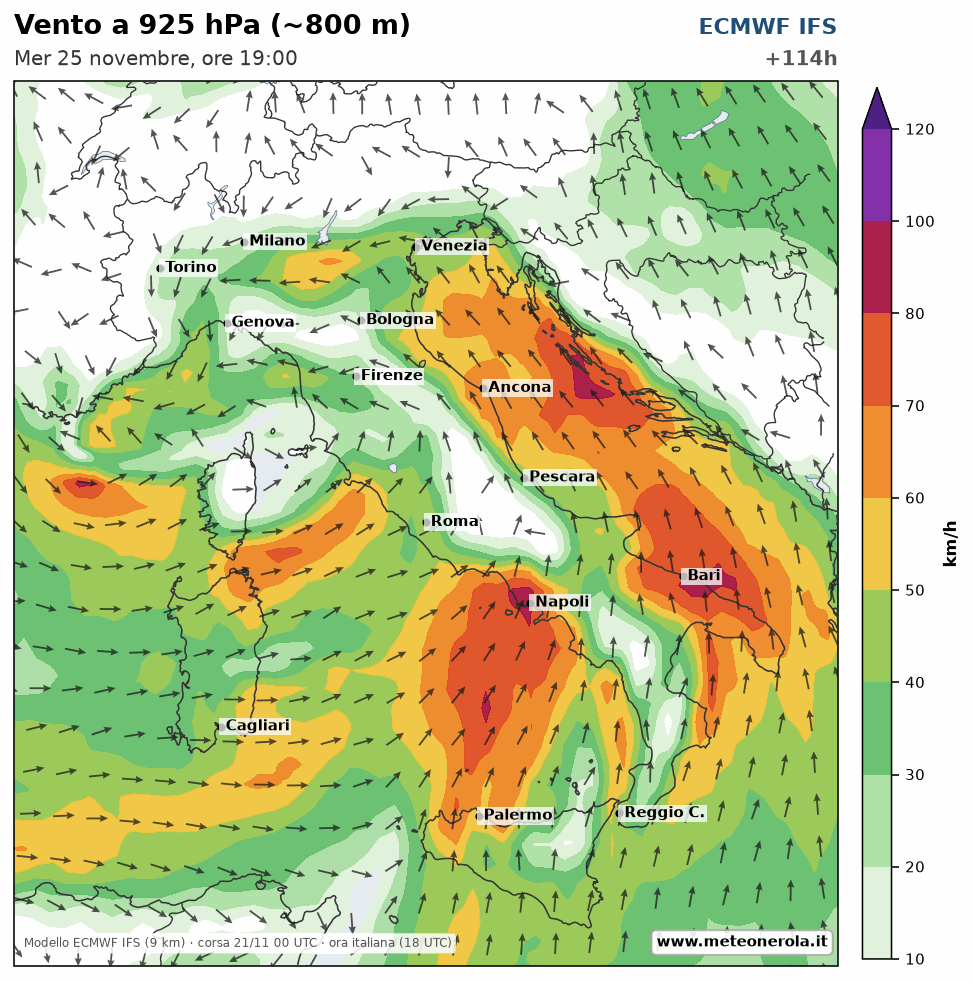 Vento a 925 hPa (~800 m)
ECMWF IFS
Mer 25 novembre, ore 19:00
+114h
Milano
Venezia
Torino
Genova
Bologna
Firenze
Ancona
Pescara
Roma
Bari
Napoli
Cagliari
Palermo
Reggio C.
120
100
80
70
60
50
40
30
20
10
km/h
Modello ECMWF IFS (9 km) · corsa 21/11 00 UTC · ora italiana (18 UTC)
www.meteonerola.it